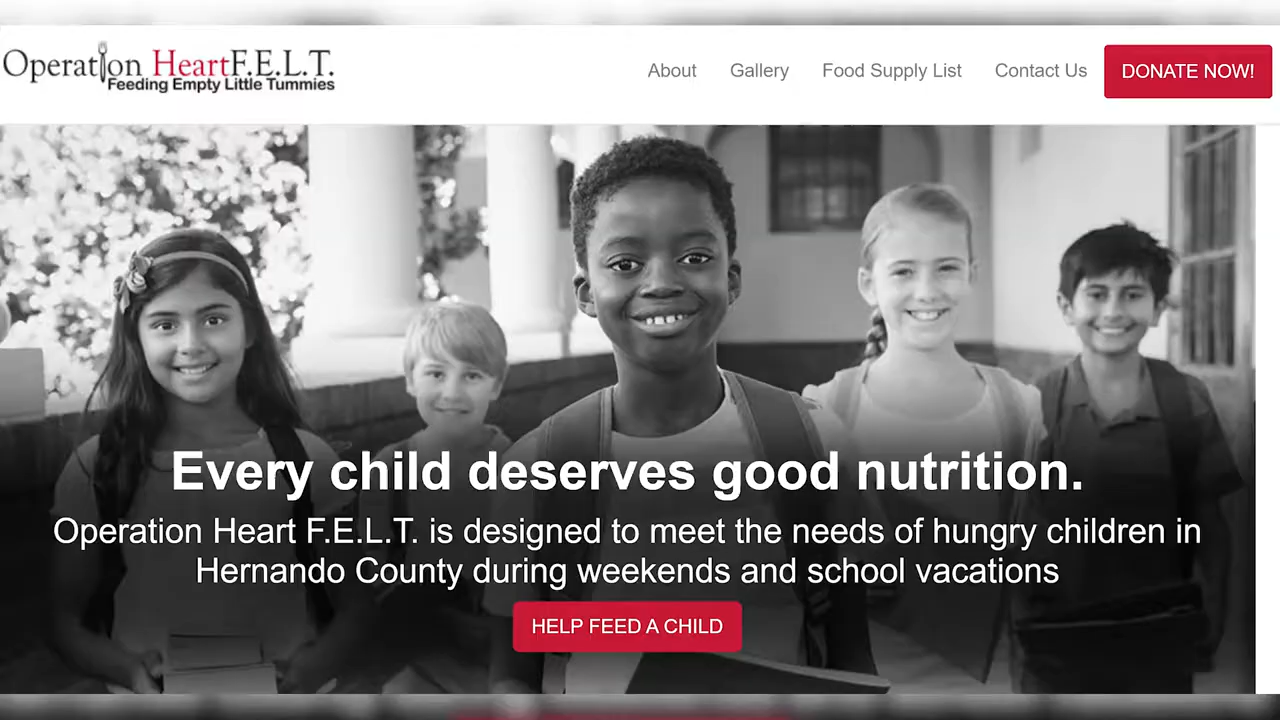 Operation HeartF.E.L.T.
Feeding Empty Little Tummies
About Gallery Food Supply List Contact Us DONATE NOW!
Every child deserves good nutrition.
Operation Heart F.E.L.T. is designed to meet the needs of hungry children in
Hernando County during weekends and school vacations
HELP FEED A CHILD